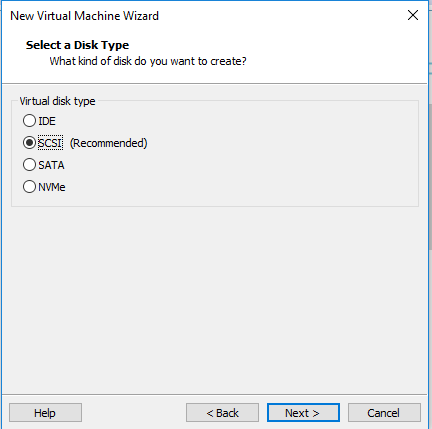 New Virtual Machine Wizard
Select a Disk Type
What kind of disk do you want to create?
Virtual disk type
IDE
SCSI (Recommended)
SATA
NVMe
Help < Back Next > Cancel